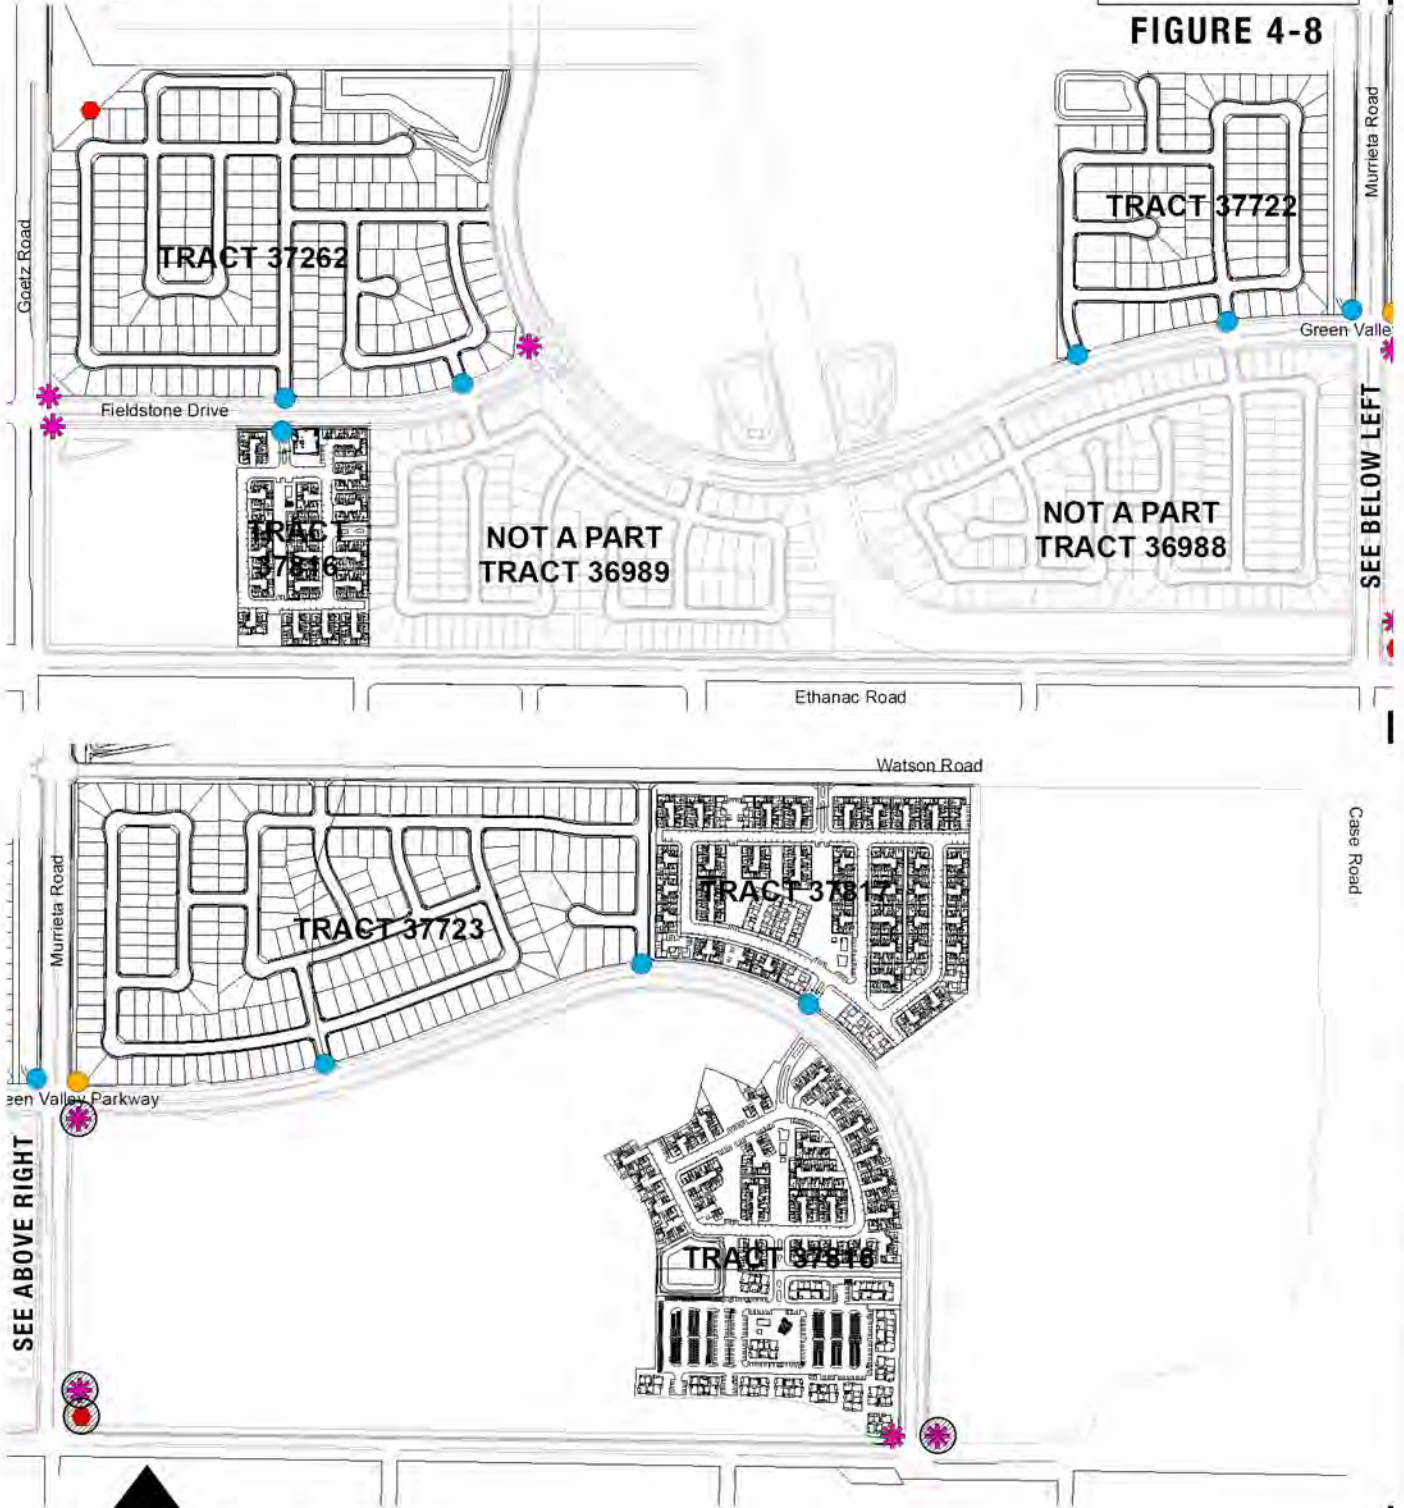 FIGURE 4-8
Murrieta Road
TRACT 37722
Goetz Road
TRACT 37262
Green Valle
Fieldstone Drive
SEE BELOW LEFT
TRACT
37816
NOT A PART
TRACT 36989
NOT A PART
TRACT 36988
Ethanac Road
Watson Road
Case Road
Murrieta Road
TRACT 37817
TRACT 37723
een Valley Parkway
SEE ABOVE RIGHT
TRACT 37818